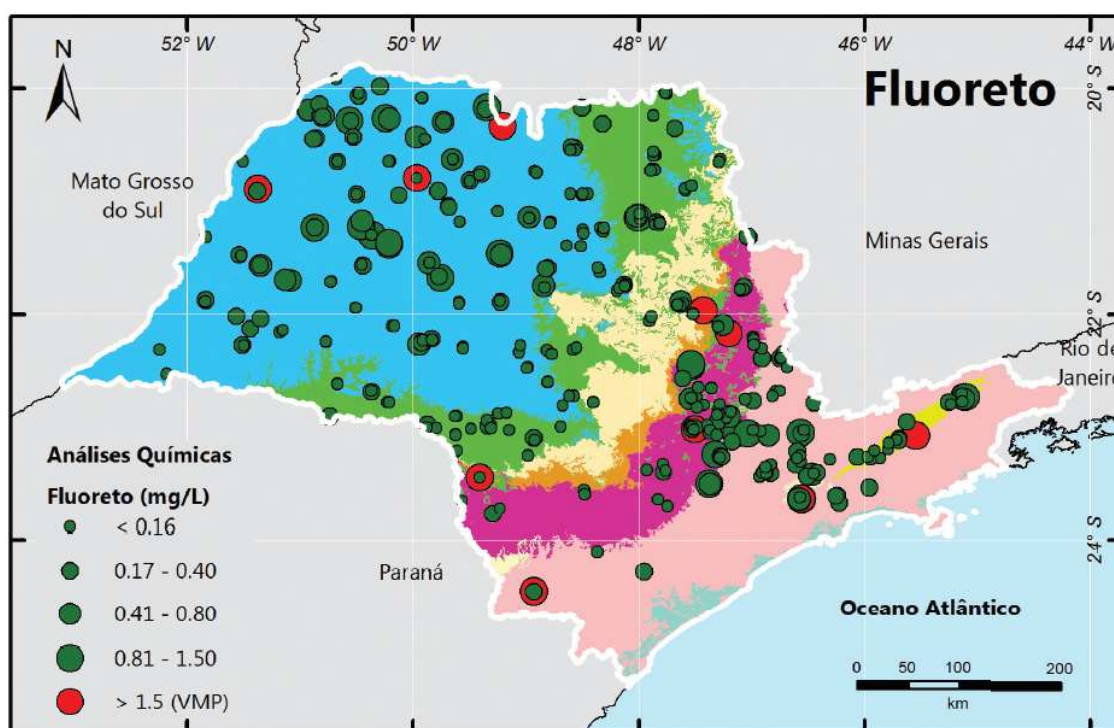 52° W
50° W
48° W
46° W
44° W
N
Fluoreto
20° S
Mato Grosso
do Sul
Minas Gerais
22° S
Rio de
Janeiro
Análises Químicas
Fluoreto (mg/L)
< 0.16
0.17 - 0.40
0.41 - 0.80
0.81 - 1.50
> 1.5 (VMP)
24° S
Paraná
Oceano Atlântico
0 50 100 200
km